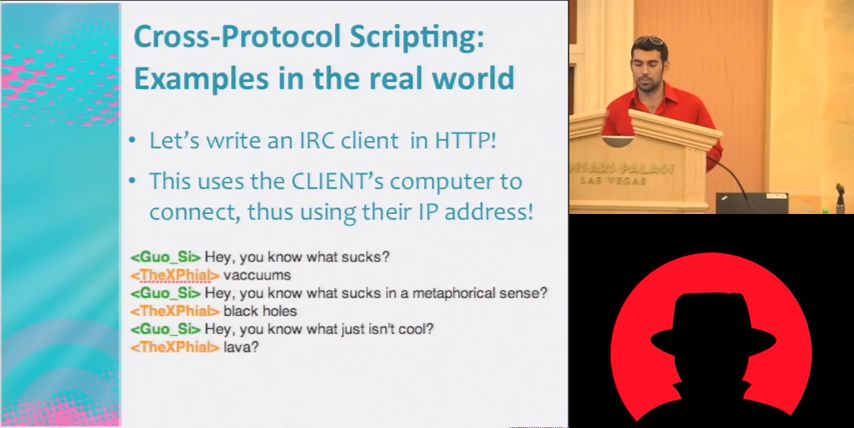 Cross-Protocol Scripting:
Examples in the real world
• Let's write an IRC client in HTTP!
• This uses the CLIENT's computer to
connect, thus using their IP address!
<Guo_Si> Hey, you know what sucks?
<TheXPhial> vaccuums
<Guo_Si> Hey, you know what sucks in a metaphorical sense?
<TheXPhial> black holes
<Guo_Si> Hey, you know what just isn't cool?
<TheXPhial> lava?
CAESARS PALACE
LAS VEGAS